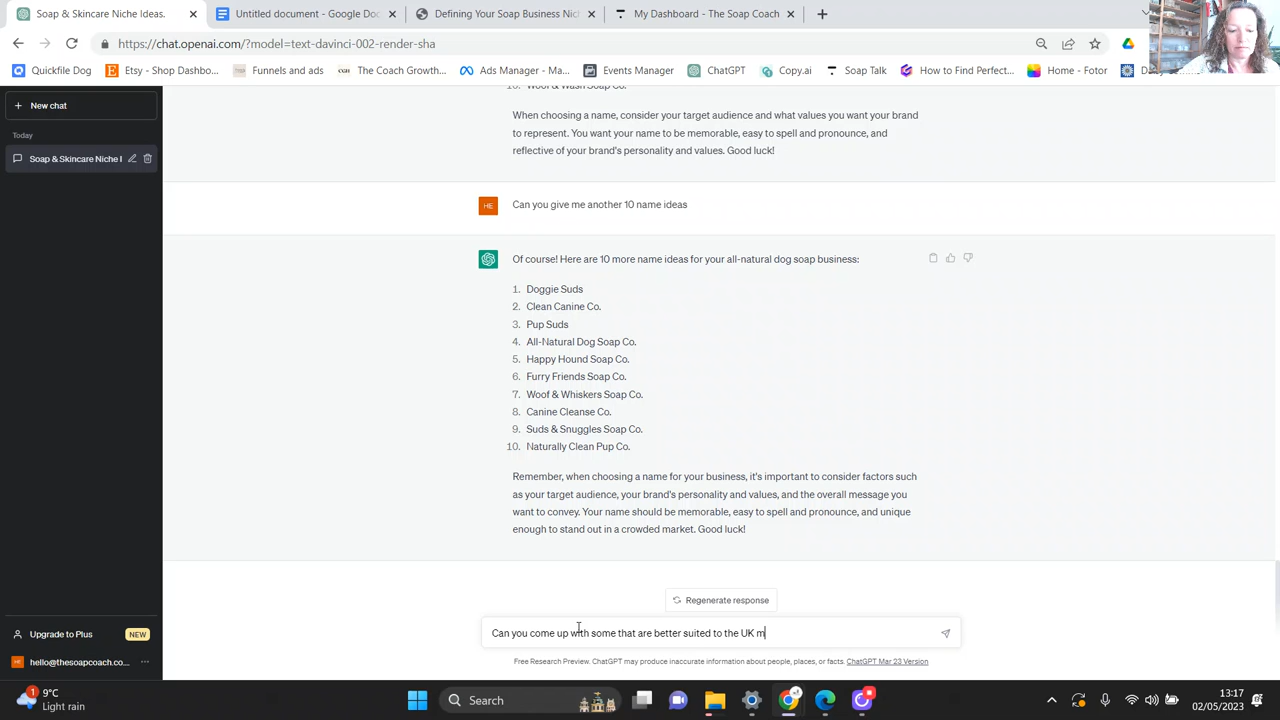 Soap & Skincare Niche Ideas.
Untitled document - Google Doc
Defining Your Soap Business Nic
My Dashboard - The Soap Coach
https://chat.openai.com/?model=text-davinci-002-render-sha
Quickfile Dog
Etsy - Shop Dashbo...
Funnels and ads
The Coach Growth...
Ads Manager - Ma...
Events Manager
ChatGPT
Copy.ai
Soap Talk
How to Find Perfect...
Home - Fotor
New chat
Today
Soap & Skincare Niche I
10. Woof & Wash Soap Co.
When choosing a name, consider your target audience and what values you want your brand
to represent. You want your name to be memorable, easy to spell and pronounce, and
reflective of your brand's personality and values. Good luck!
HE
Can you give me another 10 name ideas
Of course! Here are 10 more name ideas for your all-natural dog soap business:
1. Doggie Suds
2. Clean Canine Co.
3. Pup Suds
4. All-Natural Dog Soap Co.
5. Happy Hound Soap Co.
6. Furry Friends Soap Co.
7. Woof & Whiskers Soap Co.
8. Canine Cleanse Co.
9. Suds & Snuggles Soap Co.
10. Naturally Clean Pup Co.
Remember, when choosing a name for your business, it's important to consider factors such
as your target audience, your brand's personality and values, and the overall message you
want to convey. Your name should be memorable, easy to spell and pronounce, and unique
enough to stand out in a crowded market. Good luck!
Regenerate response
Can you come up with some that are better suited to the UK m
Free Research Preview. ChatGPT may produce inaccurate information about people, places, or facts. ChatGPT Mar 23 Version
Upgrade to Plus
NEW
HE
hello@thesoapcoach.co...
1
9°C
Light rain
Search
13:17
02/05/2023